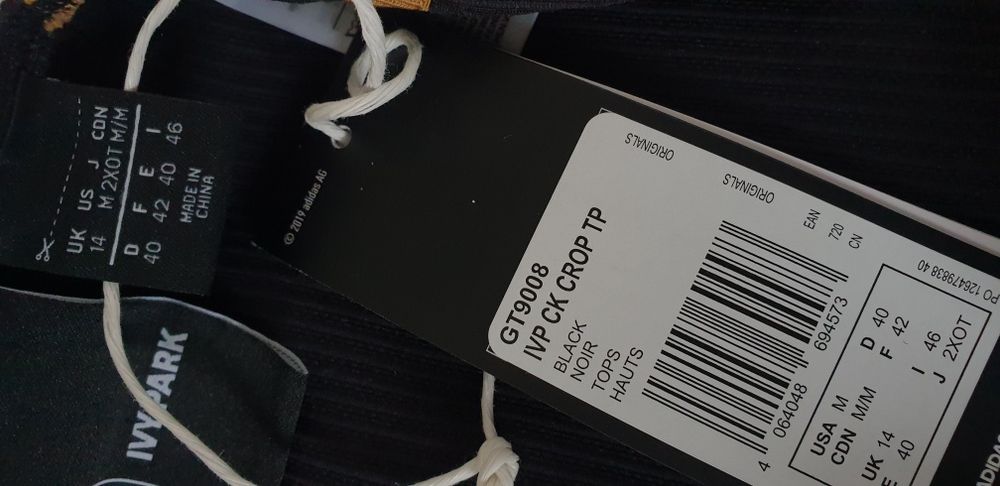 UK US J CDN
14 M 2XOT M/M
D F E I
40 42 40 46
MADE IN
CHINA
IVY PARK
© 2019 adidas AG
ORIGINALS
GT9008
IVP CK CROP TP
BLACK
NOIR
TOPS
HAUTS
ORIGINALS
EAN
720
CN
4 064048 694573
PO 126479838 40
USA M D 40
CDN M/M F 42
UK 14 I 46
E 40 J 2XOT